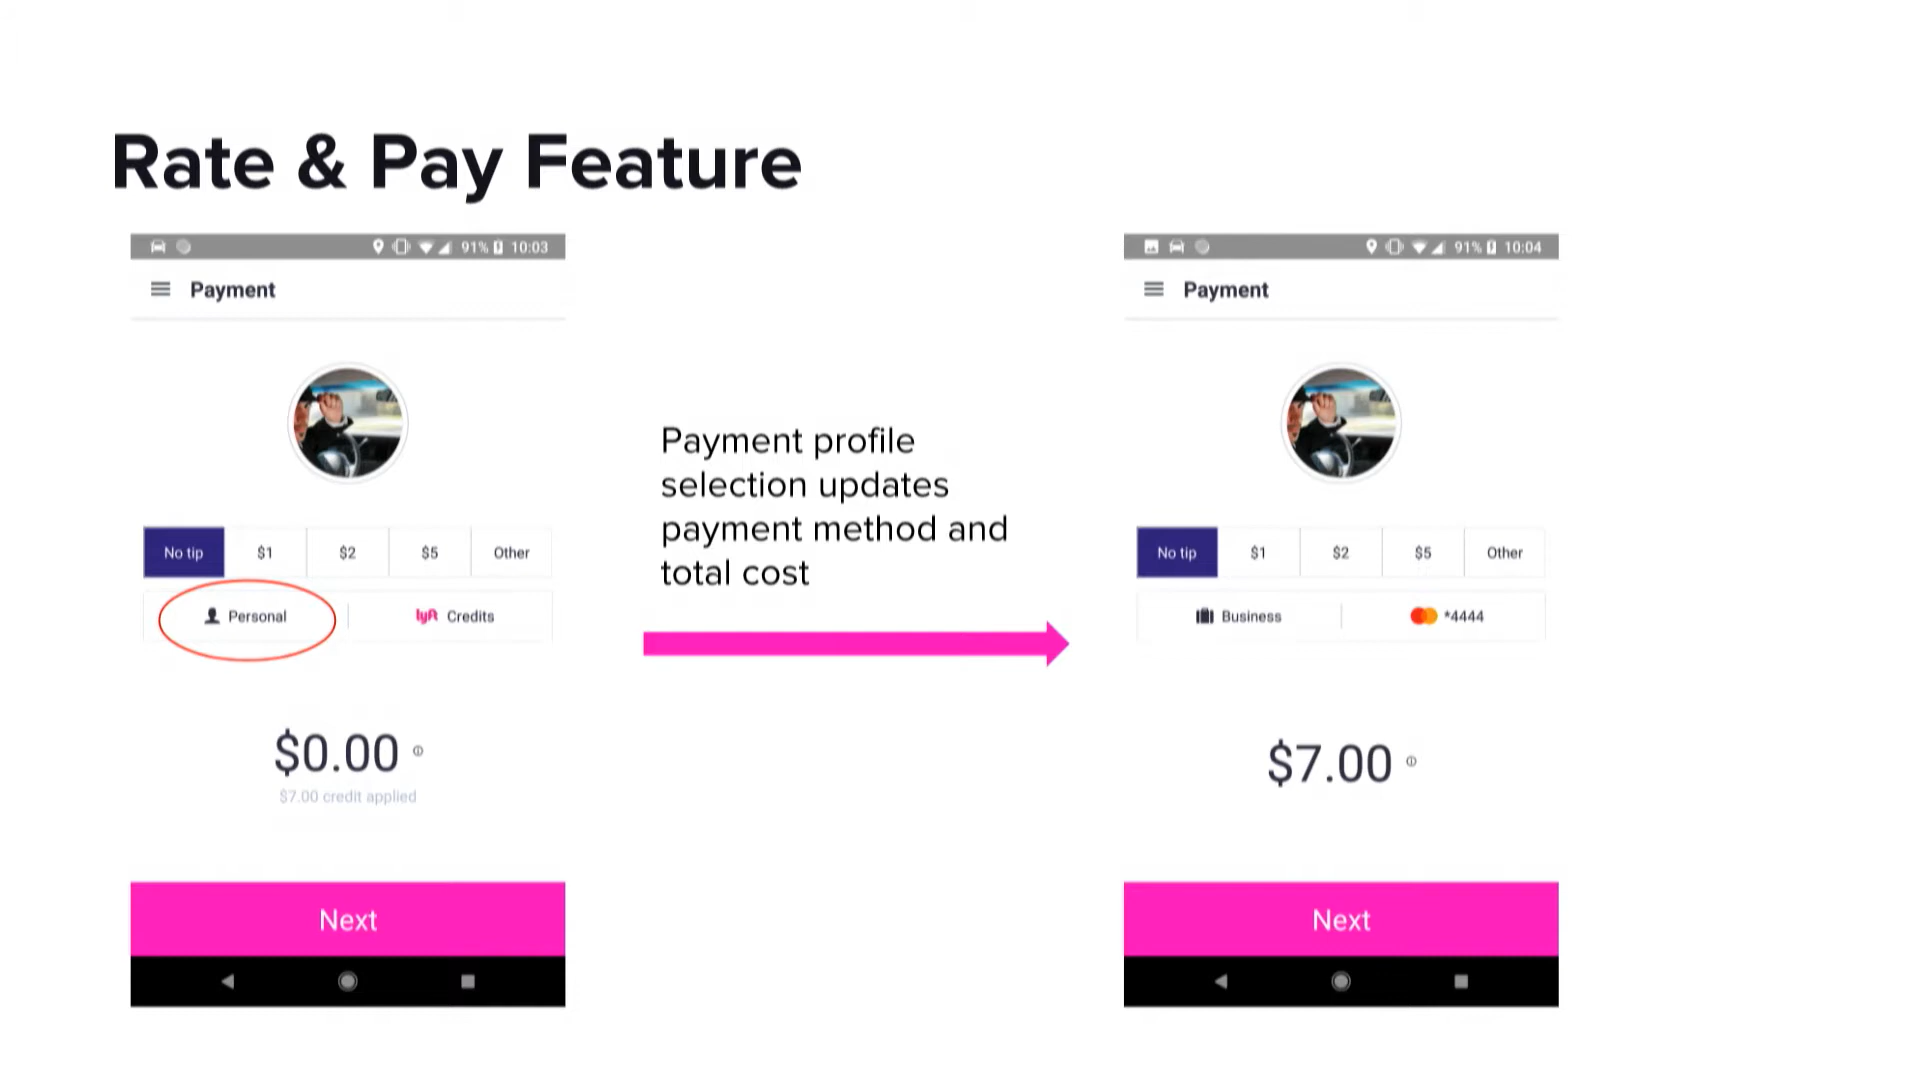 Rate & Pay Feature
91% 10:03
Payment
No tip $1 $2 $5 Other
Personal lyft Credits
$0.00
$7.00 credit applied
Next
Payment profile
selection updates
payment method and
total cost
91% 10:04
Payment
No tip $1 $2 $5 Other
Business *4444
$7.00
Next